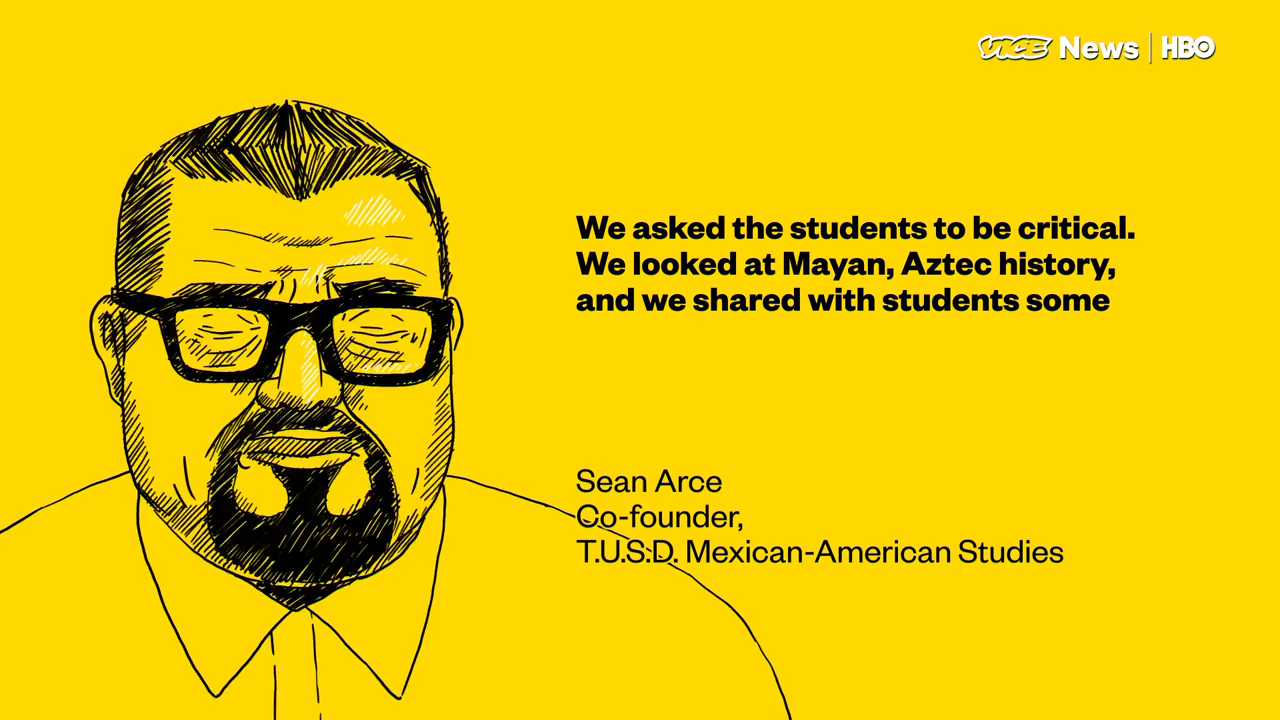 VICE News | HBO
We asked the students to be critical.
We looked at Mayan, Aztec history,
and we shared with students some
Sean Arce
Co-founder,
T.U.S.D. Mexican-American Studies